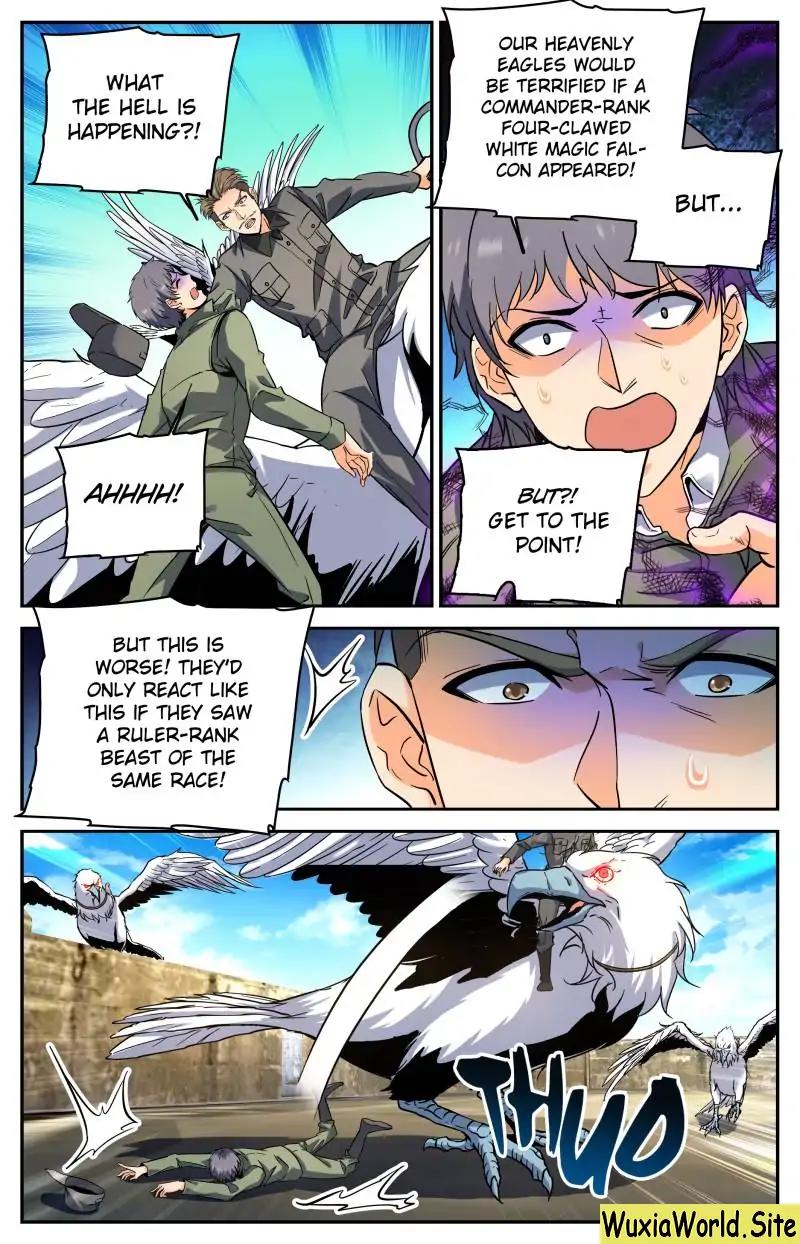 WHAT
THE HELL IS
HAPPENING?!
AHHHH!
OUR HEAVENLY
EAGLES WOULD
BE TERRIFIED IF A
COMMANDER-RANK
FOUR-CLAWED
WHITE MAGIC FAL-
CON APPEARED!
BUT...
BUT?!
GET TO THE
POINT!
BUT THIS IS
WORSE! THEY'D
ONLY REACT LIKE
THIS IF THEY SAW
A RULER-RANK
BEAST OF THE
SAME RACE!
THUD
WuxiaWorld.Site